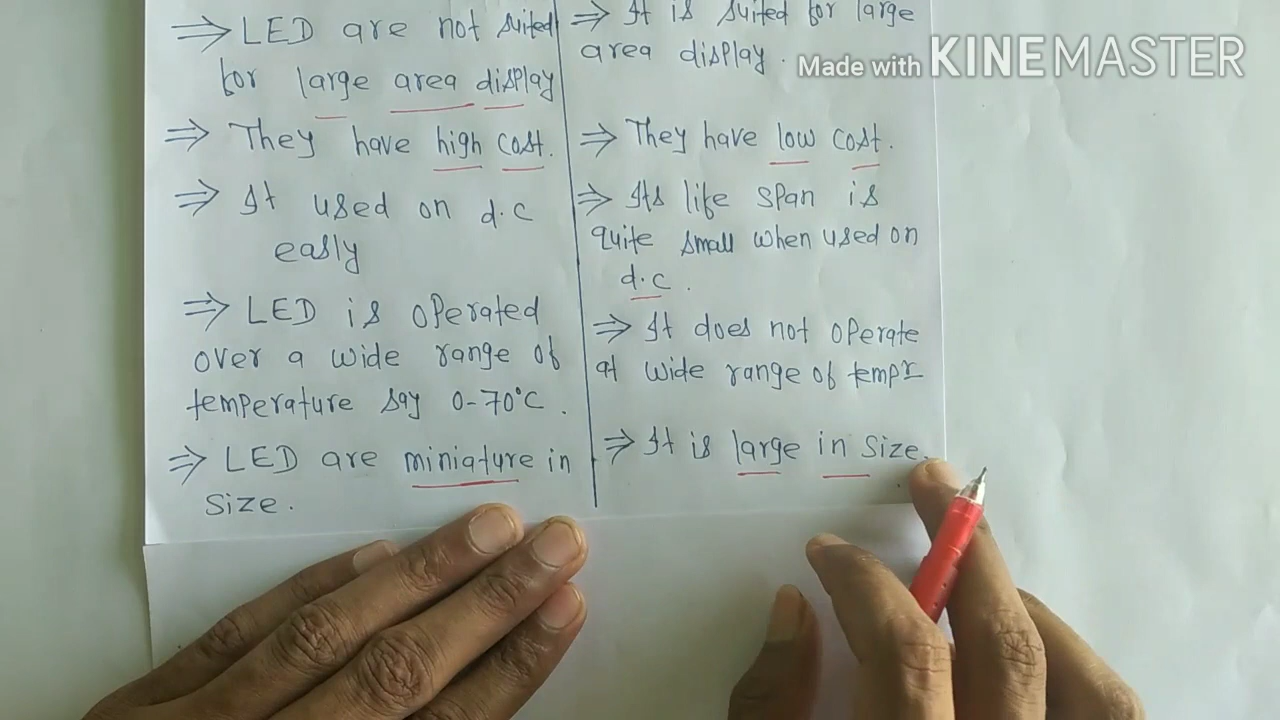 ⇒ LED are not suited
for large area display
⇒ They have high cost.
⇒ It used on d.c
easly
⇒ LED is operated
over a wide range of
temperature say 0-70°C.
⇒ LED are miniature in
size.
⇒ It is suited for large
area display.
⇒ They have low cost.
⇒ Its life span is
quite small when used on
d.c.
⇒ It does not operate
at wide range of tempr
⇒ It is large in size.
Made with KINEMASTER